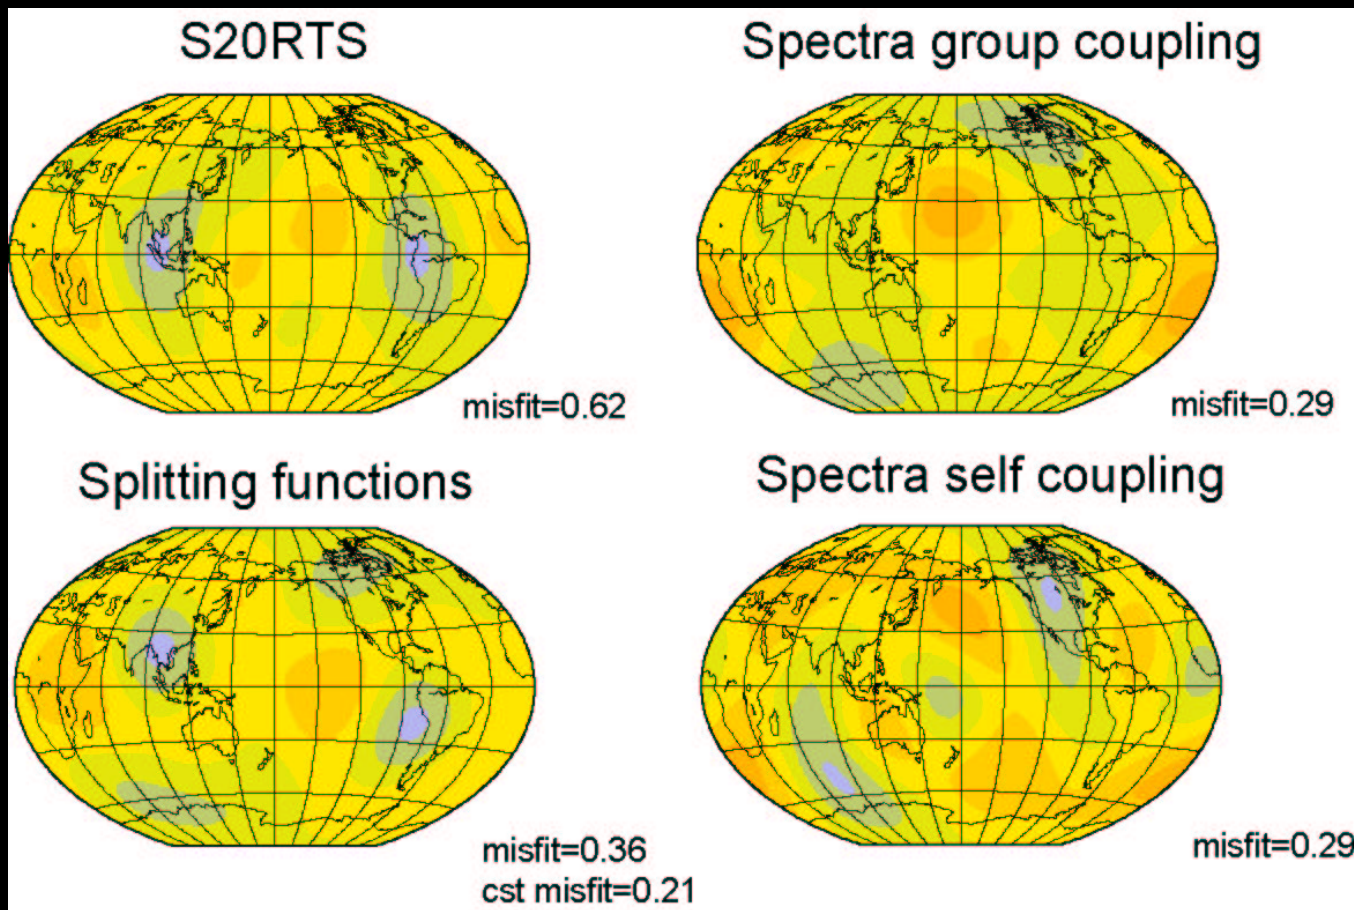 S20RTS
Spectra group coupling
misfit=0.62
misfit=0.29
Splitting functions
Spectra self coupling
misfit=0.36
cst misfit=0.21
misfit=0.29